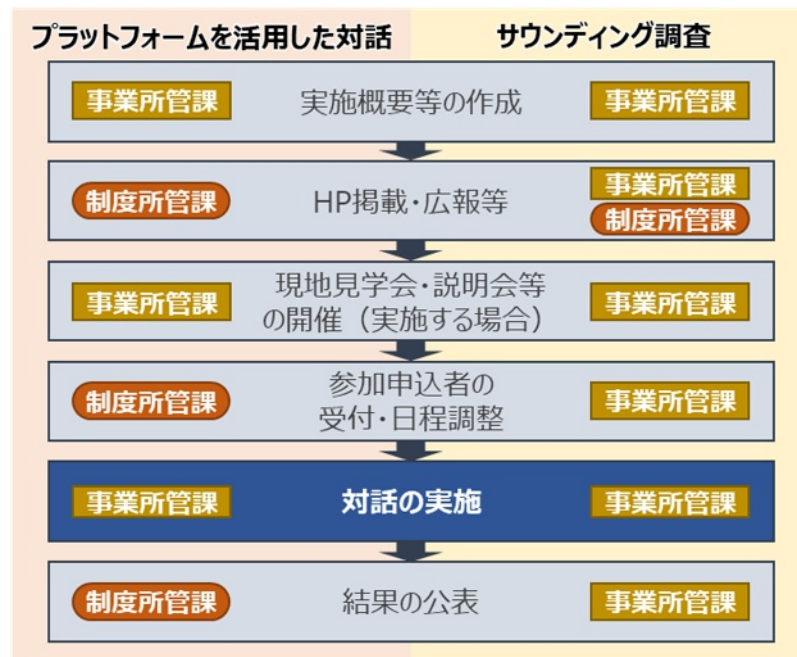 プラットフォームを活用した対話 サウンディング調査
事業所管課 実施概要等の作成 事業所管課
制度所管課 HP掲載・広報等 事業所管課
制度所管課
事業所管課 現地見学会・説明会等
の開催（実施する場合） 事業所管課
制度所管課 参加申込者の
受付・日程調整 事業所管課
事業所管課 対話の実施 事業所管課
制度所管課 結果の公表 事業所管課